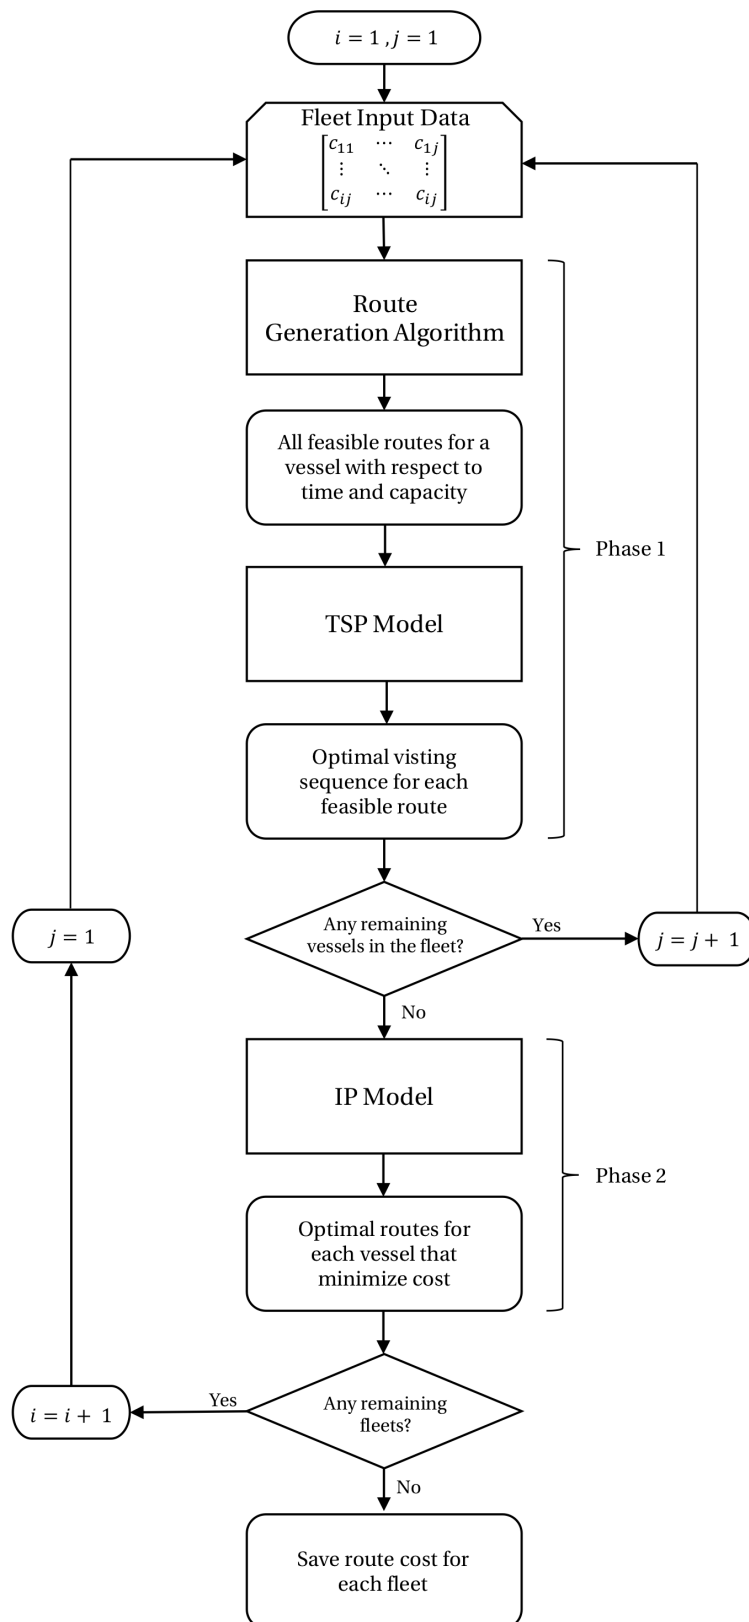 i = 1 , j = 1
Fleet Input Data
c11 ⋯ c1j
⋮ ⋱ ⋮
cij ⋯ cij
Route
Generation Algorithm
All feasible routes for a
vessel with respect to
time and capacity
Phase 1
TSP Model
Optimal visting
sequence for each
feasible route
Any remaining
vessels in the fleet?
Yes
j = j + 1
j = 1
No
IP Model
Phase 2
Optimal routes for
each vessel that
minimize cost
Any remaining
fleets?
Yes
i = i + 1
No
Save route cost for
each fleet